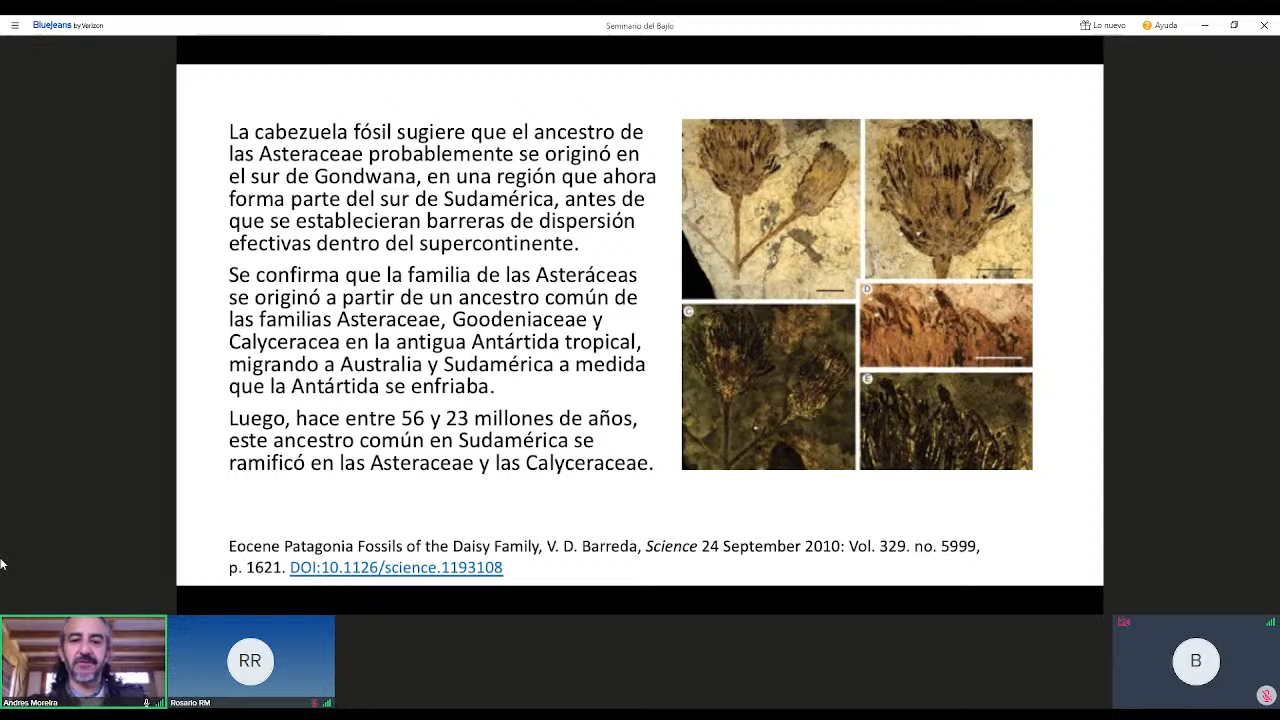 BlueJeans by Verizon
Seminario del Bajío
Lo nuevo
Ayuda
La cabezuela fósil sugiere que el ancestro de
las Asteraceae probablemente se originó en
el sur de Gondwana, en una región que ahora
forma parte del sur de Sudamérica, antes de
que se establecieran barreras de dispersión
efectivas dentro del supercontinente.
Se confirma que la familia de las Asteráceas
se originó a partir de un ancestro común de
las familias Asteraceae, Goodeniaceae y
Calyceracea en la antigua Antártida tropical,
migrando a Australia y Sudamérica a medida
que la Antártida se enfriaba.
Luego, hace entre 56 y 23 millones de años,
este ancestro común en Sudamérica se
ramificó en las Asteraceae y las Calyceraceae.
C
D
E
Eocene Patagonia Fossils of the Daisy Family, V. D. Barreda, Science 24 September 2010: Vol. 329. no. 5999,
p. 1621. DOI:10.1126/science.1193108
Andres Moreira
RR
Rosario RM
B